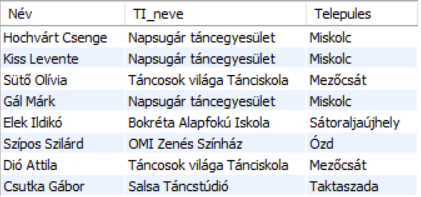 Név TI_neve Telepules
Hochvárt Csenge Napsugár táncegyesület Miskolc
Kiss Levente Napsugár táncegyesület Miskolc
Sütő Olívia Táncosok világa Tánciskola Mezőcsát
Gál Márk Napsugár táncegyesület Miskolc
Elek Ildikó Bokréta Alapfokú Iskola Sátoraljaújhely
Szípos Szilárd OMI Zenés Színház Ózd
Dió Attila Táncosok világa Tánciskola Mezőcsát
Csutka Gábor Salsa Táncstúdió Taktaszada